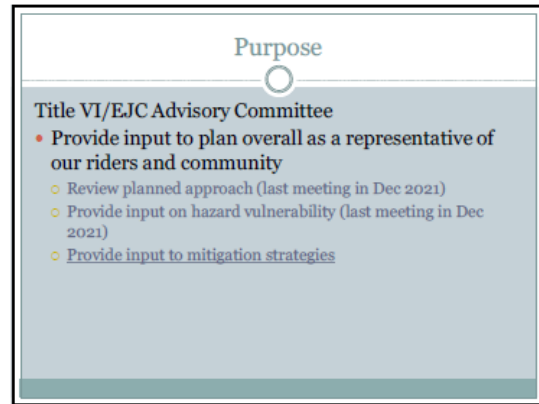 Purpose
Title VI/EJC Advisory Committee
• Provide input to plan overall as a representative of
our riders and community
○ Review planned approach (last meeting in Dec 2021)
○ Provide input on hazard vulnerability (last meeting in Dec
2021)
○ Provide input to mitigation strategies